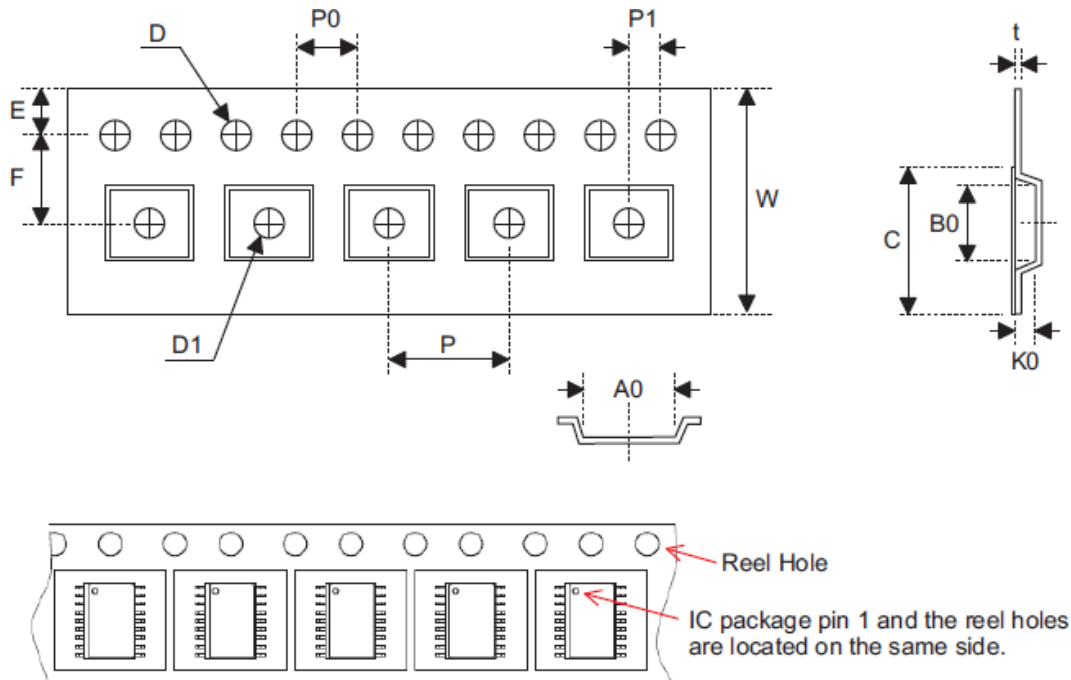 P0
P1
t
D
E
F
W
C
B0
D1
P
K0
A0
Reel Hole
IC package pin 1 and the reel holes
are located on the same side.